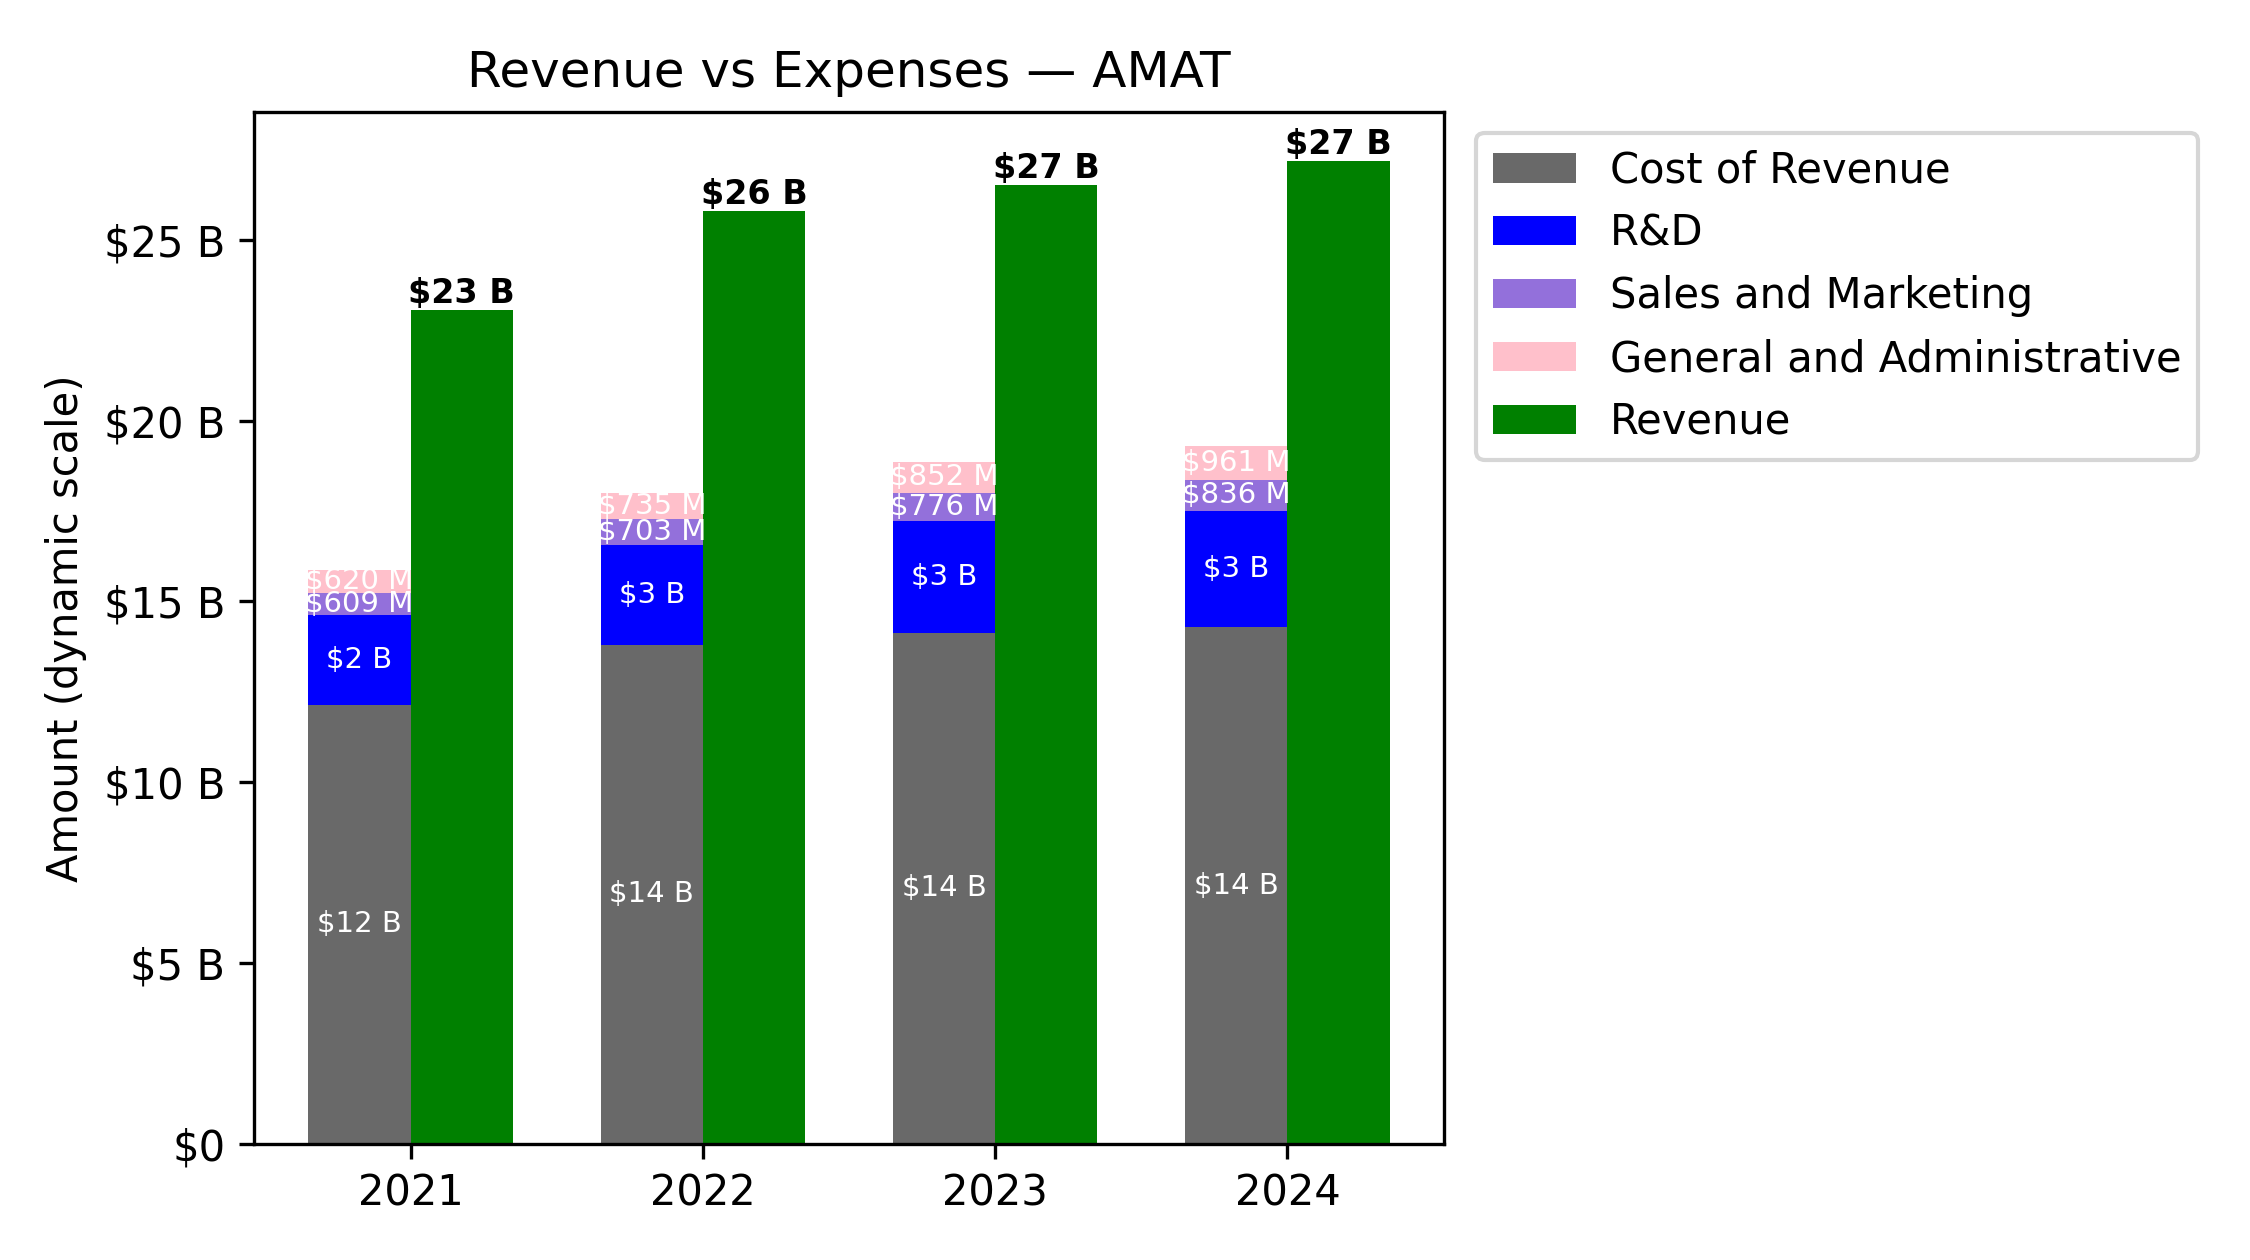 Revenue vs Expenses — AMAT
Amount (dynamic scale)
$25 B
$20 B
$15 B
$10 B
$5 B
$0
$23 B
$620 M
$609 M
$2 B
$12 B
$26 B
$735 M
$703 M
$3 B
$14 B
$27 B
$852 M
$776 M
$3 B
$14 B
$27 B
$961 M
$836 M
$3 B
$14 B
2021
2022
2023
2024
Cost of Revenue
R&D
Sales and Marketing
General and Administrative
Revenue